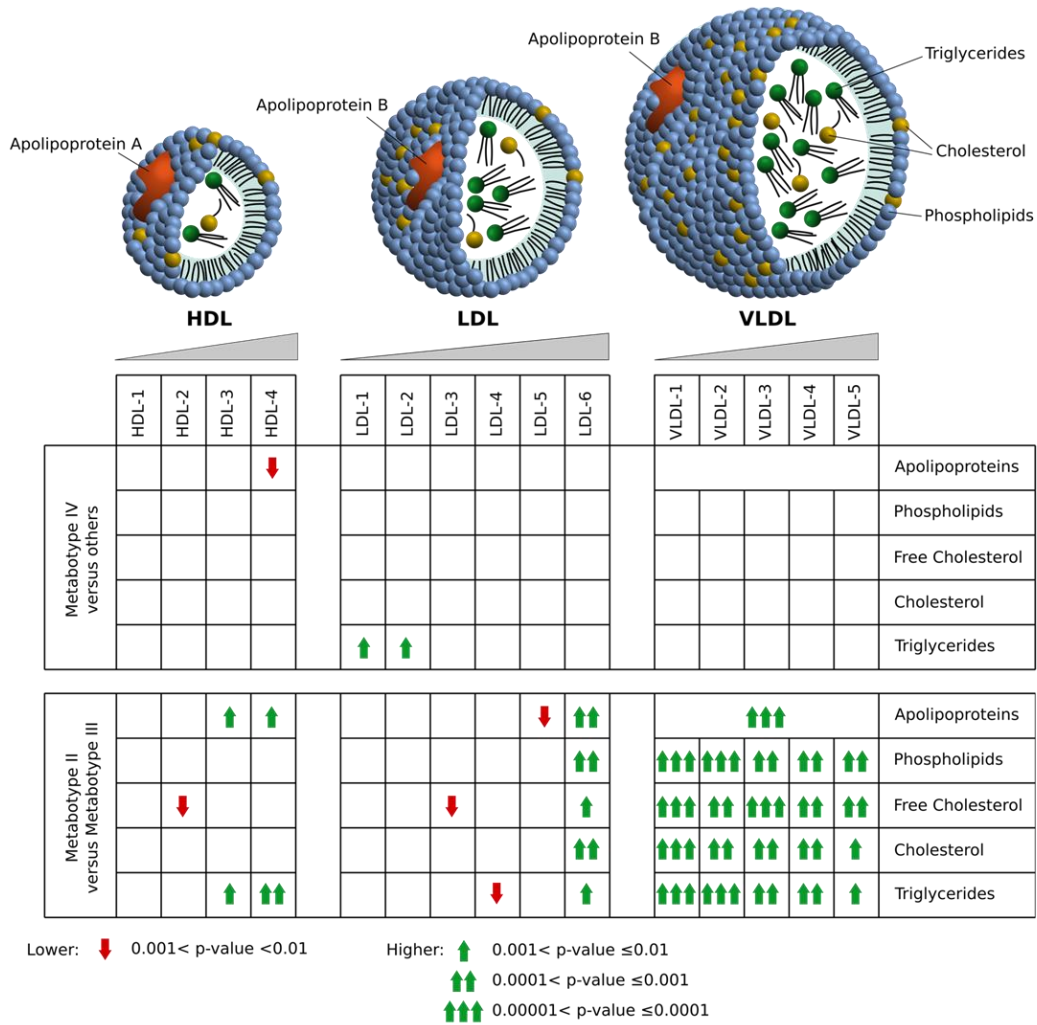 Apolipoprotein B
Triglycerides
Apolipoprotein B
Apolipoprotein A
Cholesterol
Phospholipids
HDL
LDL
VLDL
HDL-1
HDL-2
HDL-3
HDL-4
LDL-1
LDL-2
LDL-3
LDL-4
LDL-5
LDL-6
VLDL-1
VLDL-2
VLDL-3
VLDL-4
VLDL-5
Metabotype IV
versus others
Apolipoproteins
Phospholipids
Free Cholesterol
Cholesterol
Triglycerides
Metabotype II
versus Metabotype III
Apolipoproteins
Phospholipids
Free Cholesterol
Cholesterol
Triglycerides
Lower: 0.001< p-value <0.01
Higher: 0.001< p-value ≤0.01
0.0001< p-value ≤0.001
0.00001< p-value ≤0.0001